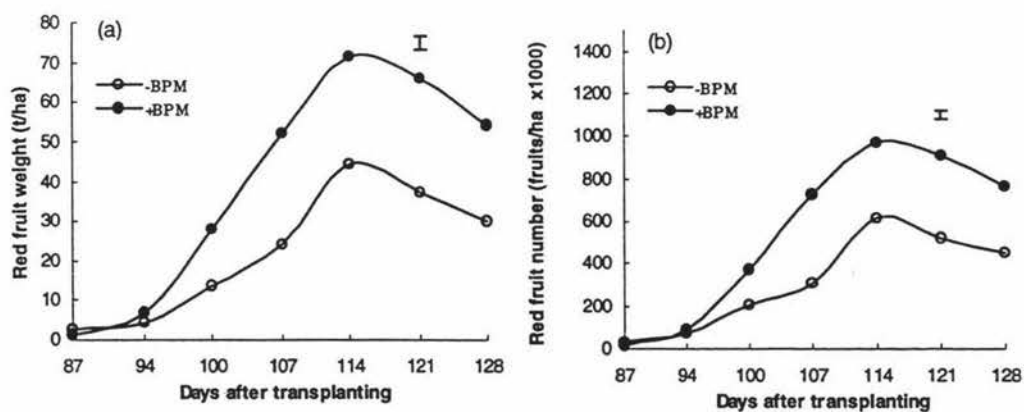 (a)
Red fruit weight (t/ha)
80
70
60
50
40
30
20
10
0
-BPM
+BPM
87 94 100 107 114 121 128
Days after transplanting
(b)
Red fruit number (fruits/ha x1000)
1400
1200
1000
800
600
400
200
0
-BPM
+BPM
87 94 100 107 114 121 128
Days after transplanting